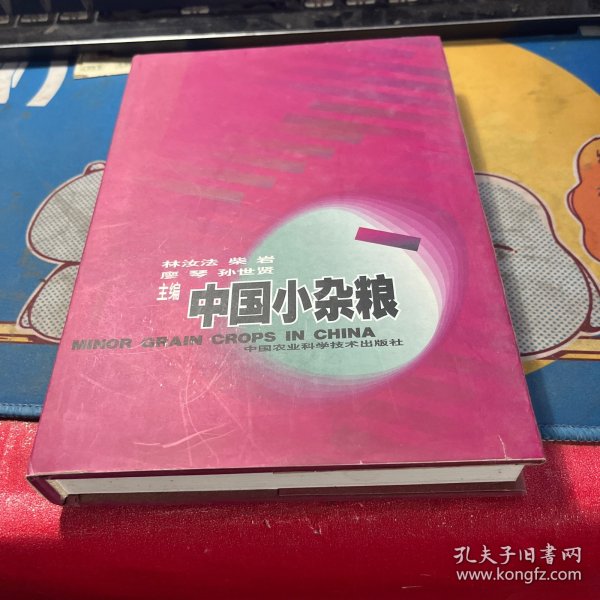 林汝法 柴岩
廖琴 孙世贤
主编
中国小杂粮
MINOR GRAIN CROPS IN CHINA
中国农业科学技术出版社
孔夫子旧书网
www.kongfz.com